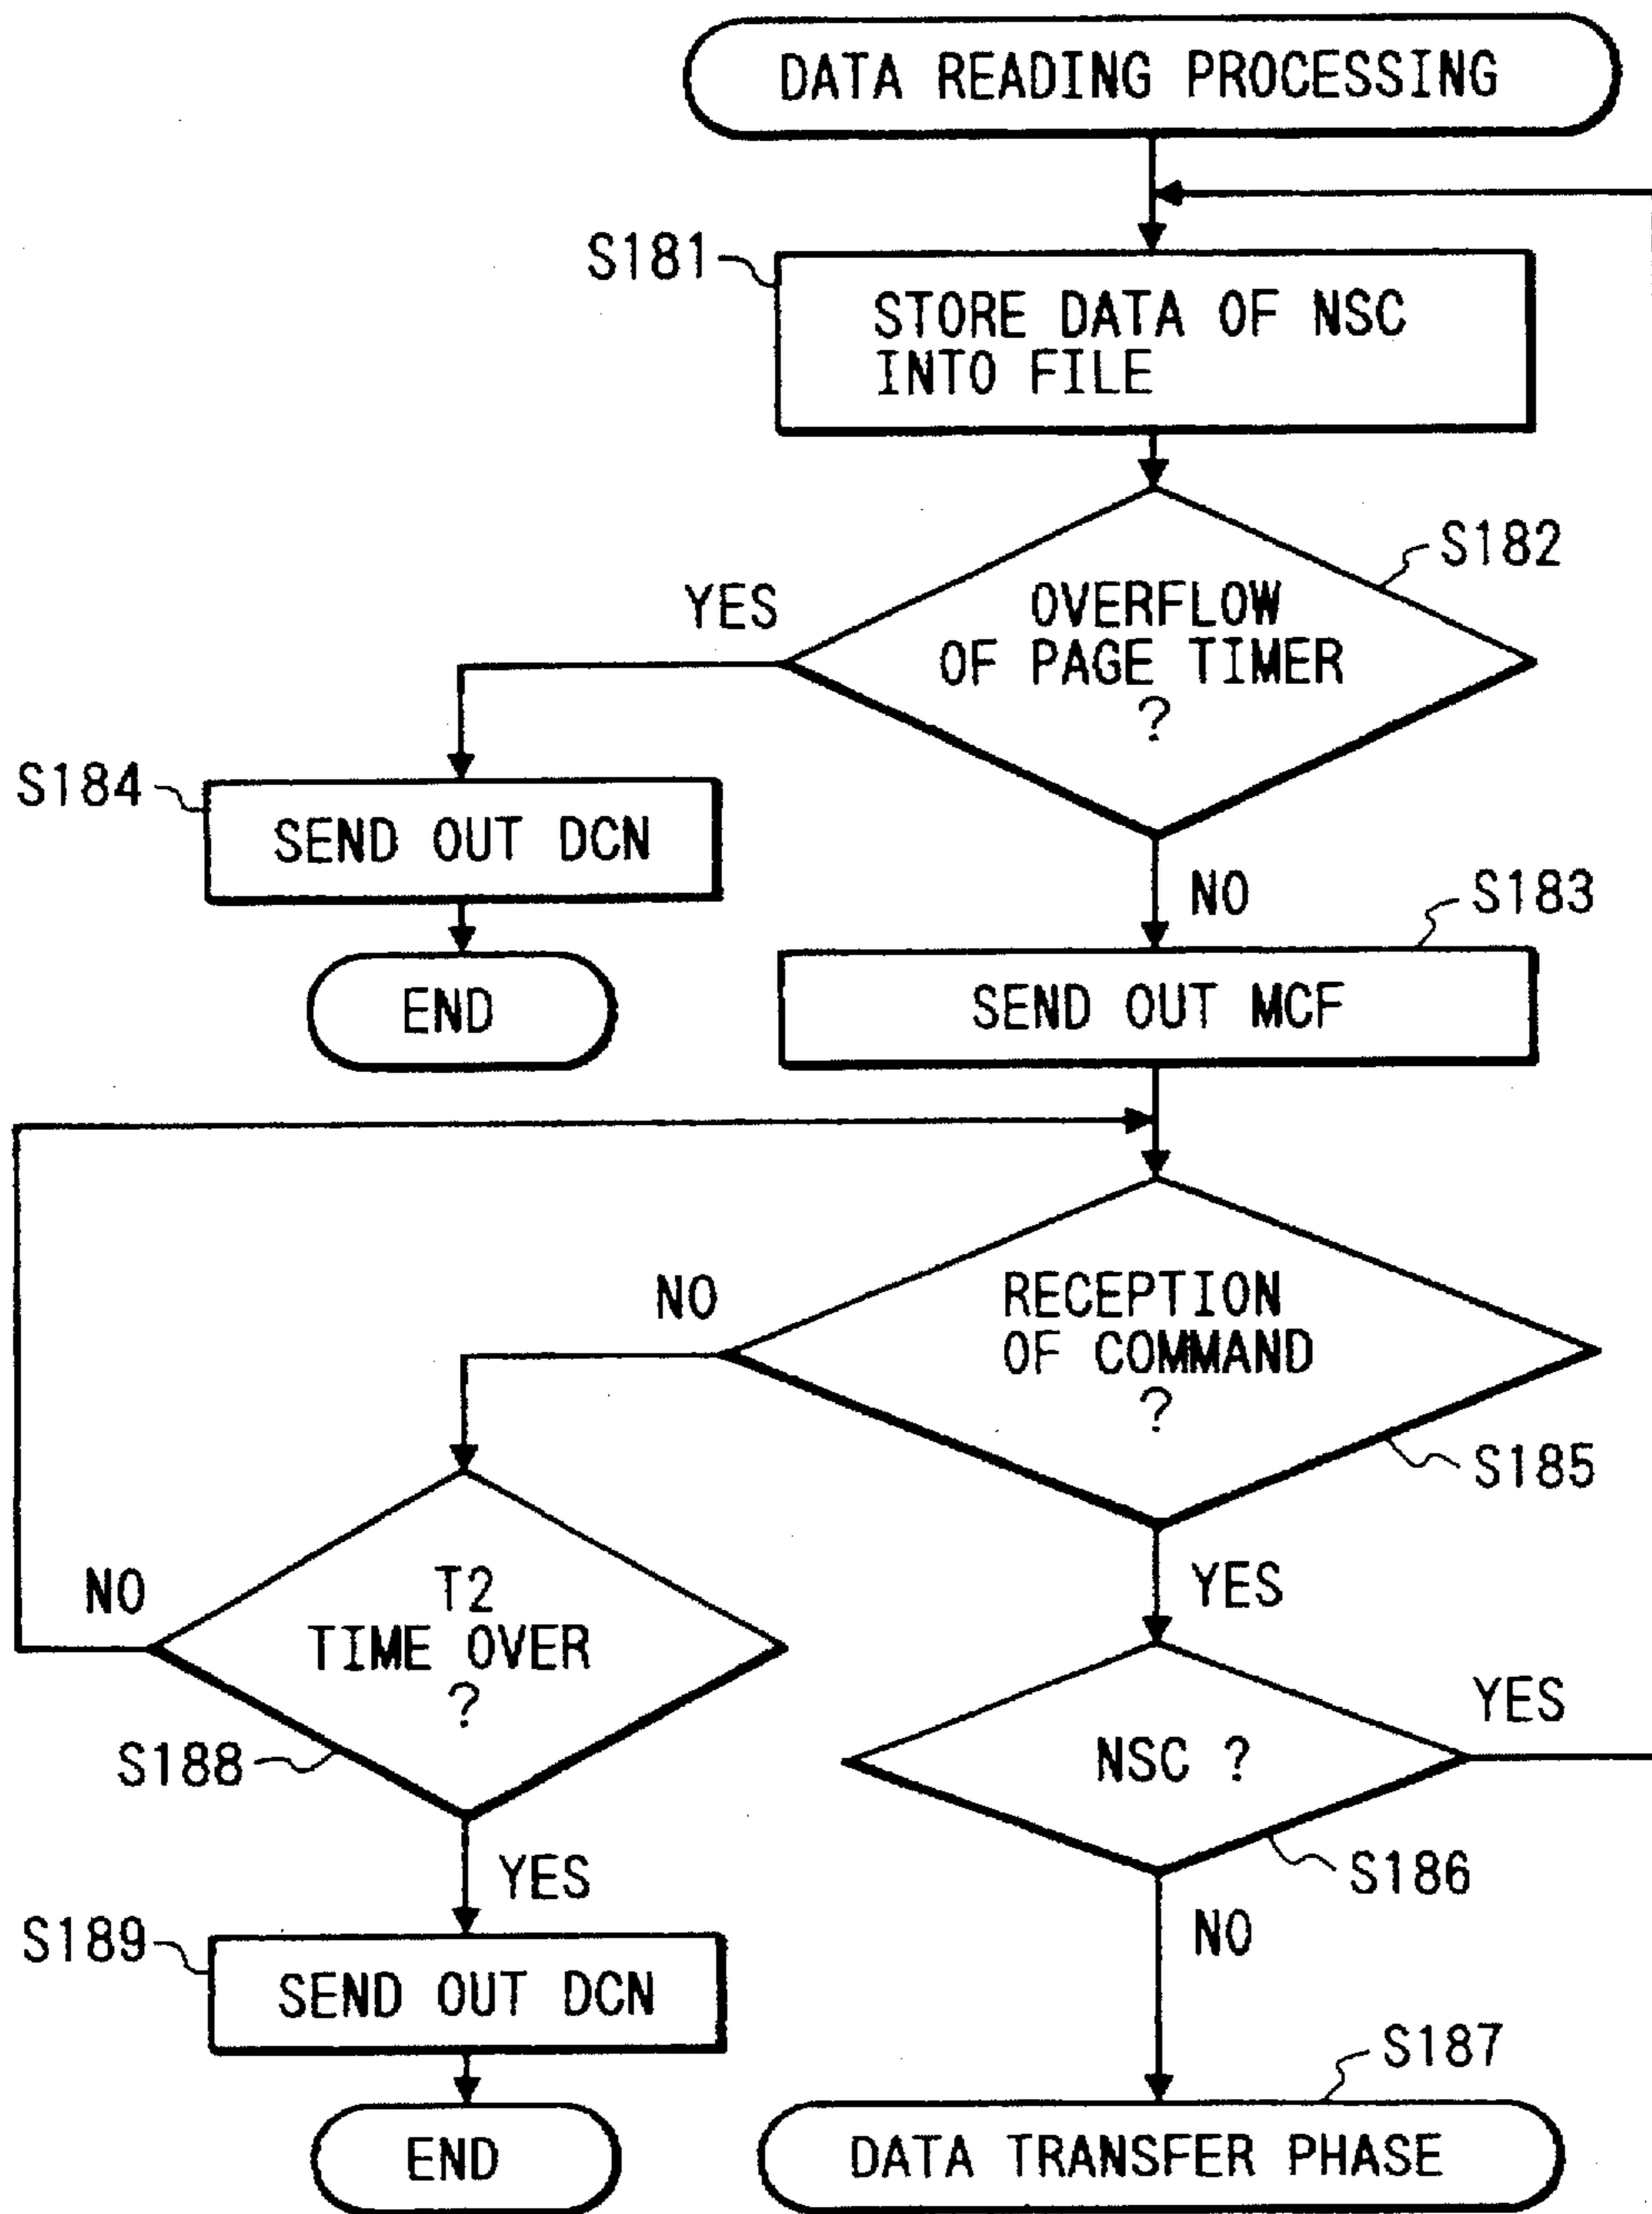 DATA READING PROCESSING
S181
STORE DATA OF NSC
INTO FILE
S182
YES
OVERFLOW
OF PAGE TIMER
?
S184
SEND OUT DCN
NO
S183
END
SEND OUT MCF
NO
RECEPTION
OF COMMAND
?
S185
NO
T2
TIME OVER
?
YES
S188
NSC ?
YES
S186
YES
NO
S189
SEND OUT DCN
S187
END
DATA TRANSFER PHASE